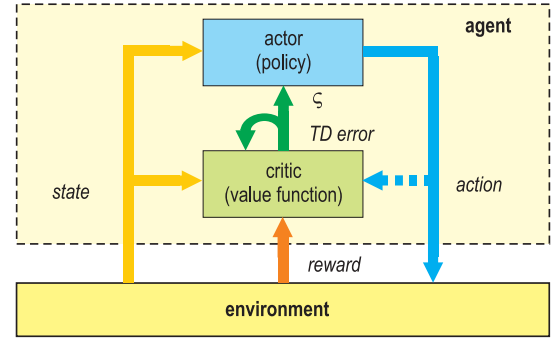 agent
actor
(policy)
ς
TD error
critic
(value function)
state
action
reward
environment